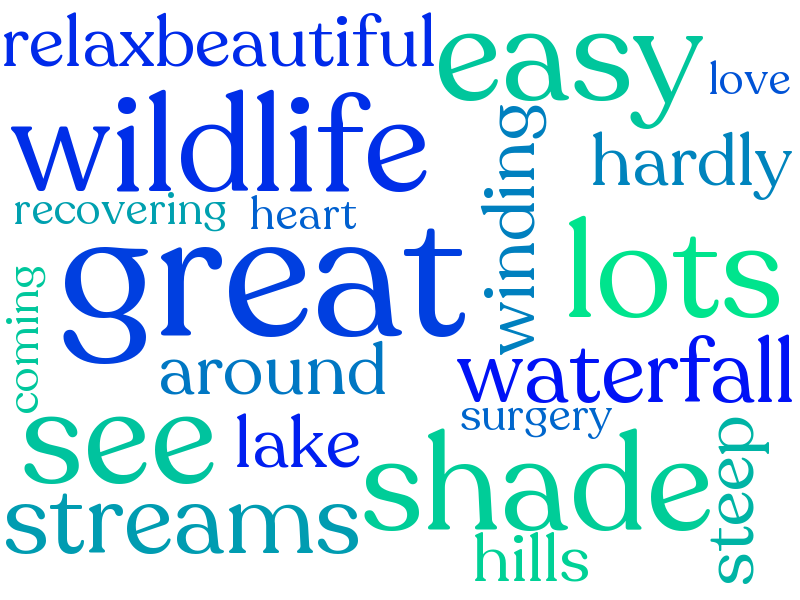 relaxbeautiful
easy
love
wildlife
winding
hardly
recovering
heart
great
lots
coming
around
waterfall
see
lake
surgery
shade
steep
streams
hills